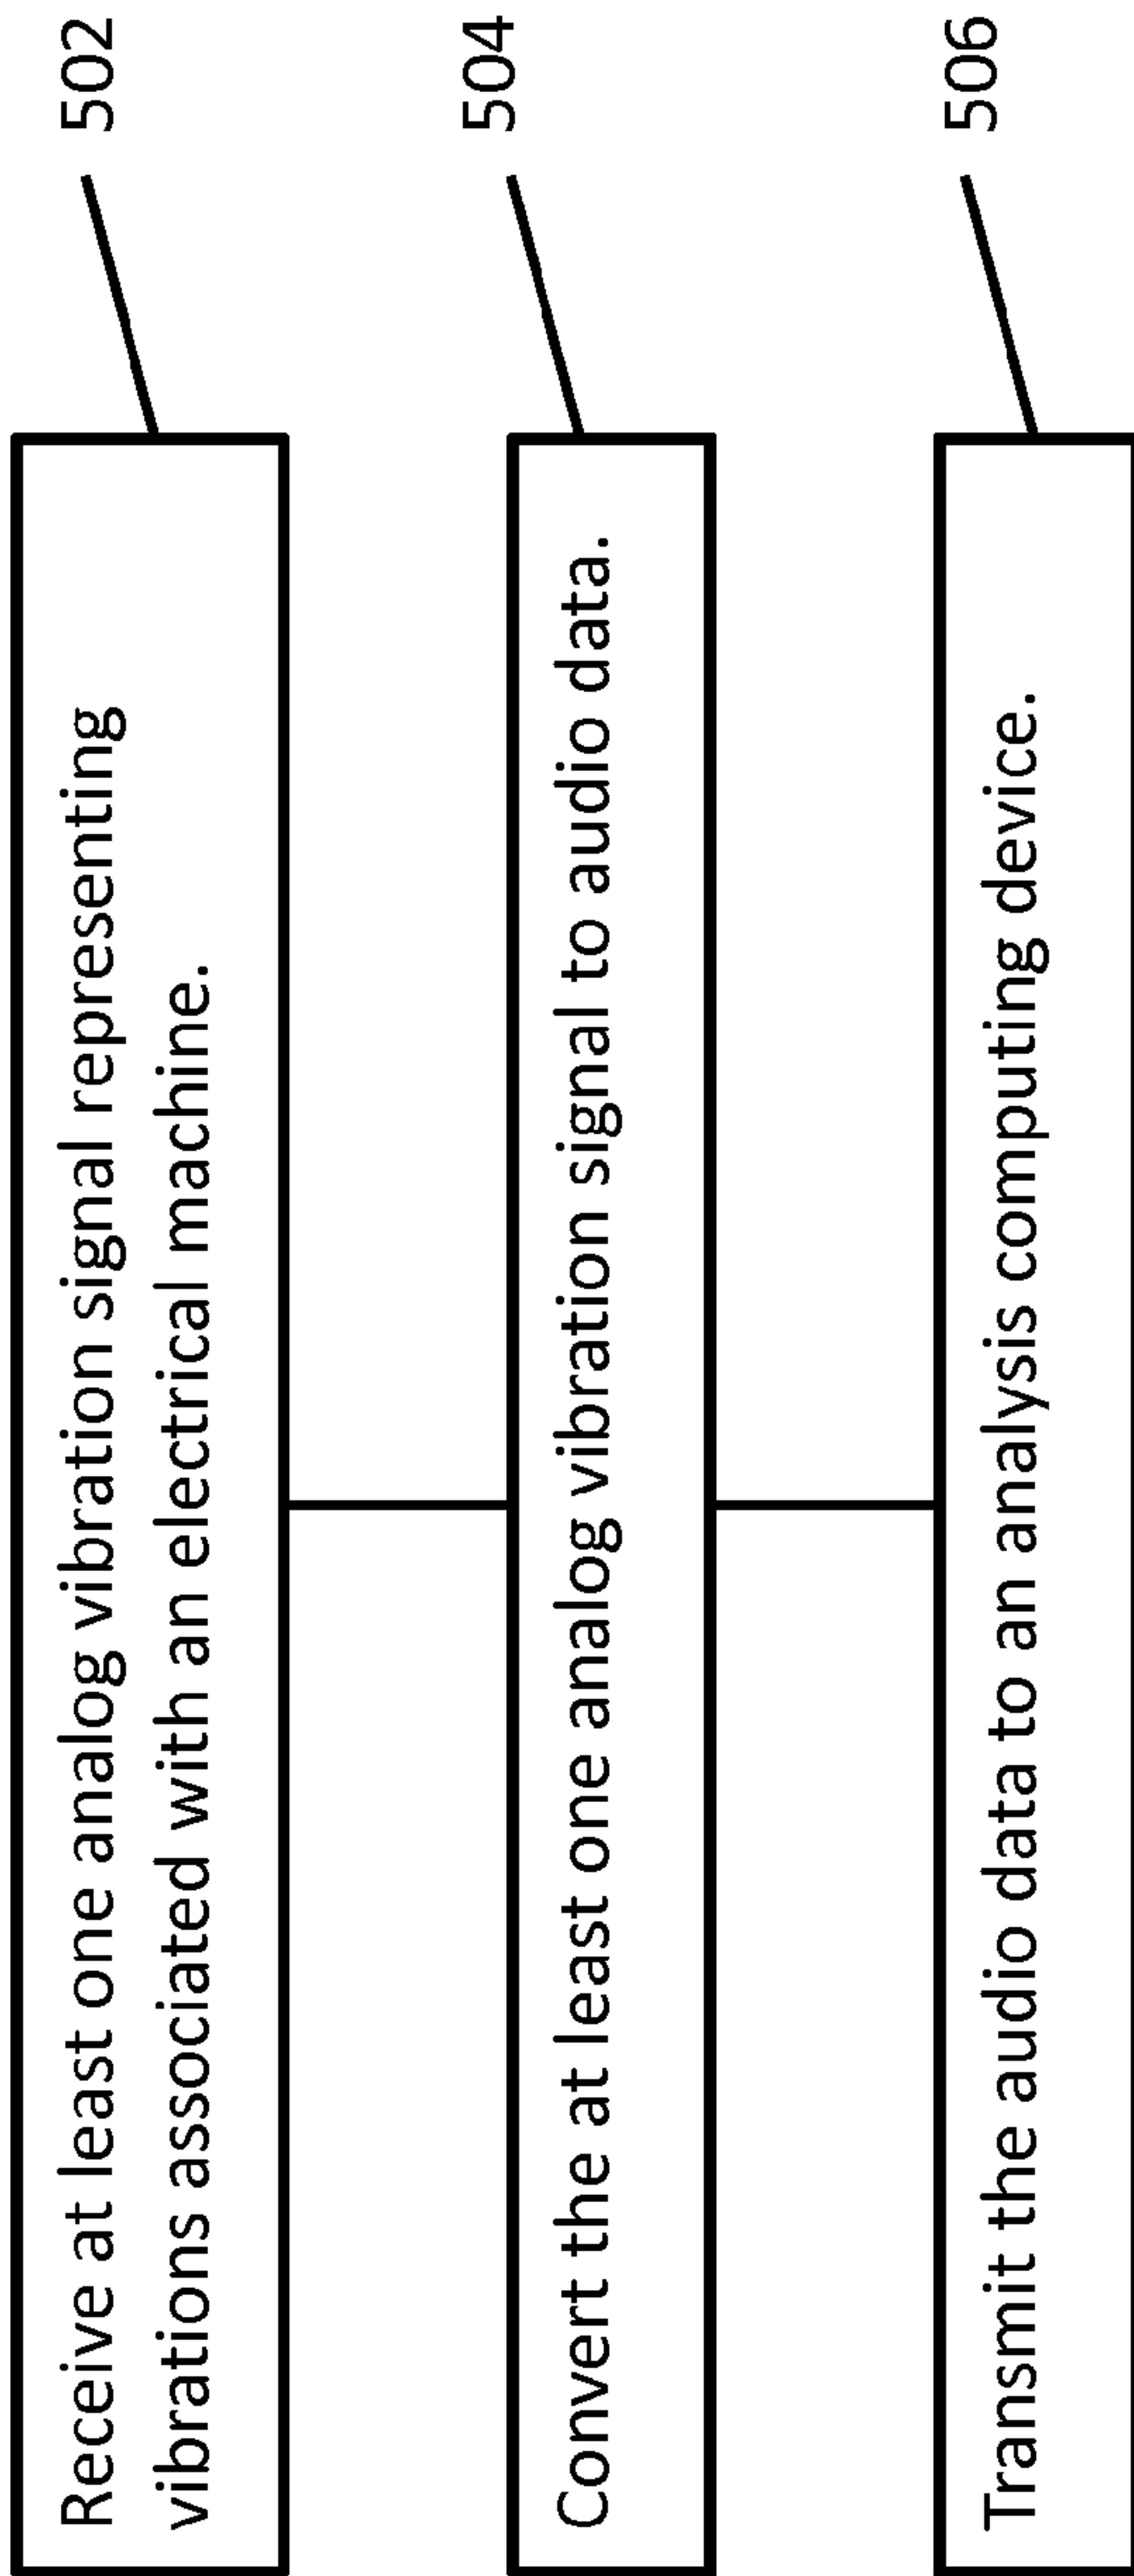 Receive at least one analog vibration signal representing
vibrations associated with an electrical machine.
502
Convert the at least one analog vibration signal to audio data.
504
Transmit the audio data to an analysis computing device.
506